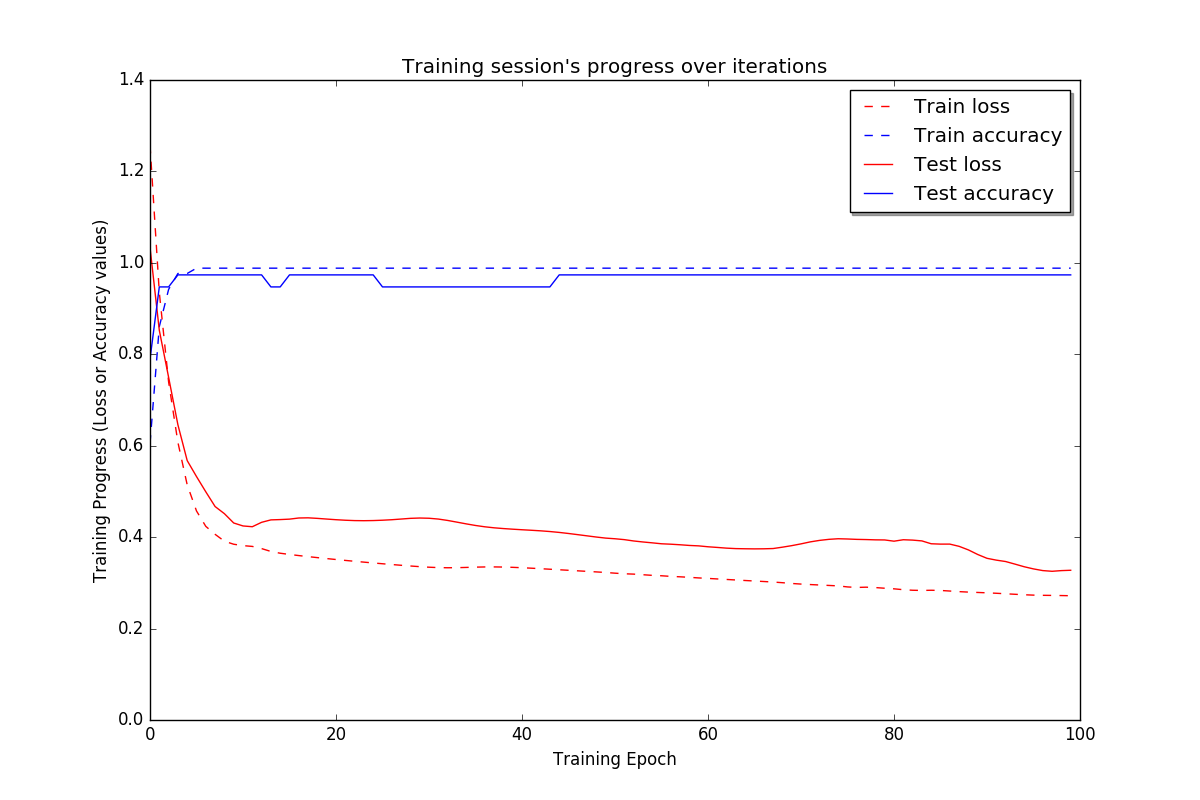 Training session's progress over iterations
1.4
1.2
1.0
0.8
0.6
0.4
0.2
0.0
Training Progress (Loss or Accuracy values)
Train loss
Train accuracy
Test loss
Test accuracy
0 20 40 60 80 100
Training Epoch